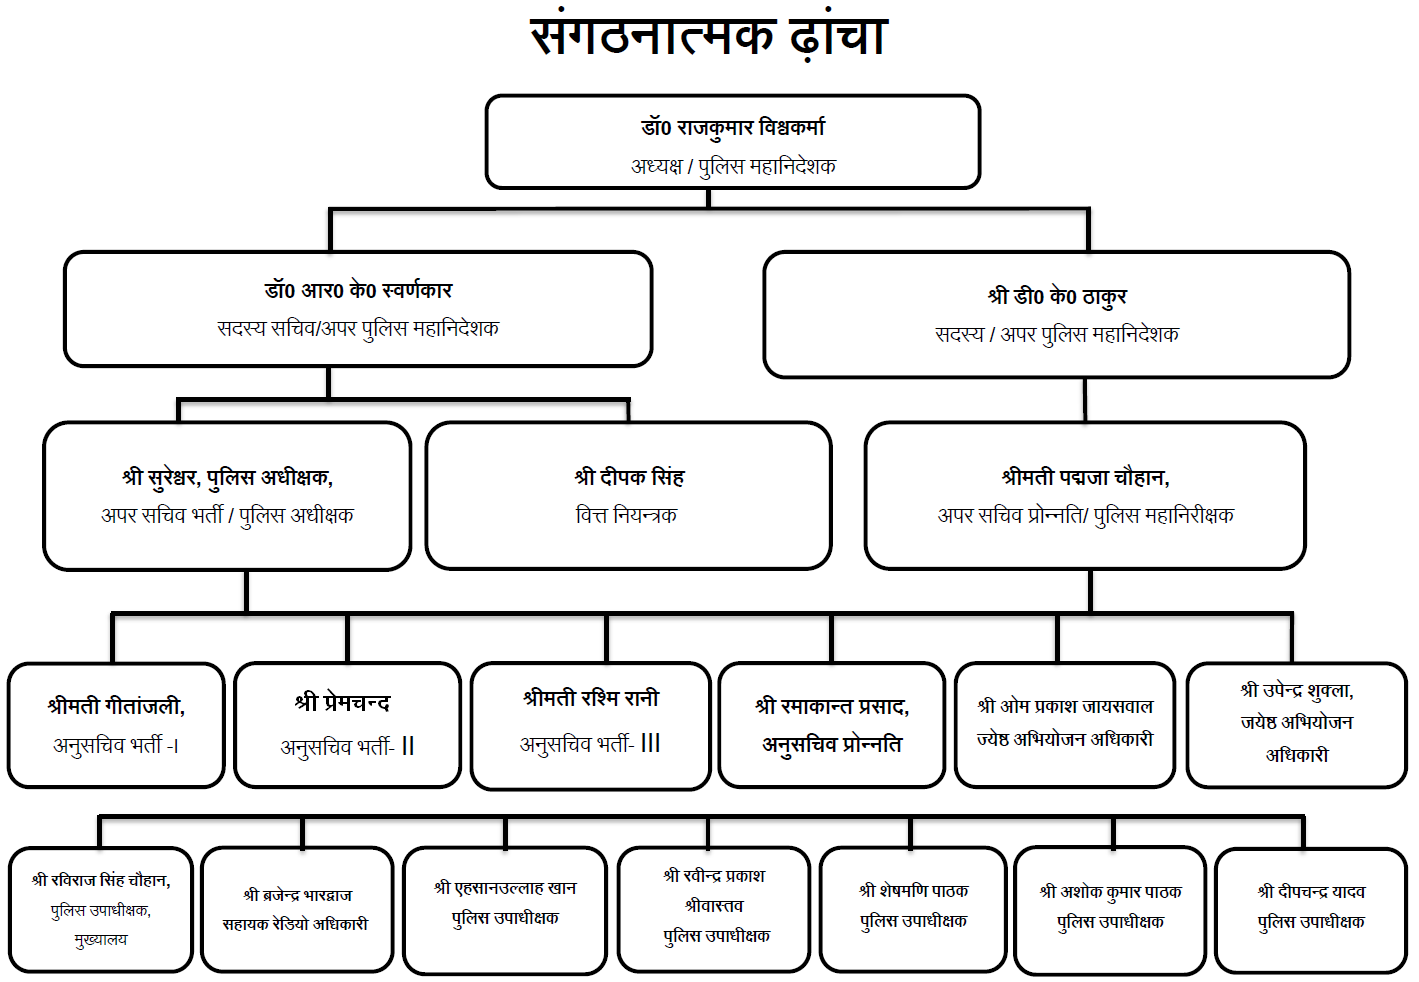 संगठनात्मक ढ़ांचा
डॉ0 राजकुमार विश्वकर्मा
अध्यक्ष / पुलिस महानिदेशक
डॉ0 आर0 के0 स्वर्णकार
सदस्य सचिव/अपर पुलिस महानिदेशक
श्री डी0 के0 ठाकुर
सदस्य / अपर पुलिस महानिदेशक
श्री सुरेश्वर, पुलिस अधीक्षक,
अपर सचिव भर्ती / पुलिस अधीक्षक
श्री दीपक सिंह
वित्त नियन्त्रक
श्रीमती पद्मजा चौहान,
अपर सचिव प्रोन्नति/ पुलिस महानिरीक्षक
श्रीमती गीतांजली,
अनुसचिव भर्ती -I
श्री प्रेमचन्द
अनुसचिव भर्ती- II
श्रीमती रश्मि रानी
अनुसचिव भर्ती- III
श्री रमाकान्त प्रसाद,
अनुसचिव प्रोन्नति
श्री ओम प्रकाश जायसवाल
ज्येष्ठ अभियोजन अधिकारी
श्री उपेन्द्र शुक्ला,
जयेष्ठ अभियोजन
अधिकारी
श्री रविराज सिंह चौहान,
पुलिस उपाधीक्षक,
मुख्यालय
श्री ब्रजेन्द्र भारद्वाज
सहायक रेडियो अधिकारी
श्री एहसानउल्लाह खान
पुलिस उपाधीक्षक
श्री रवीन्द्र प्रकाश
श्रीवास्तव
पुलिस उपाधीक्षक
श्री शेषमणि पाठक
पुलिस उपाधीक्षक
श्री अशोक कुमार पाठक
पुलिस उपाधीक्षक
श्री दीपचन्द्र यादव
पुलिस उपाधीक्षक